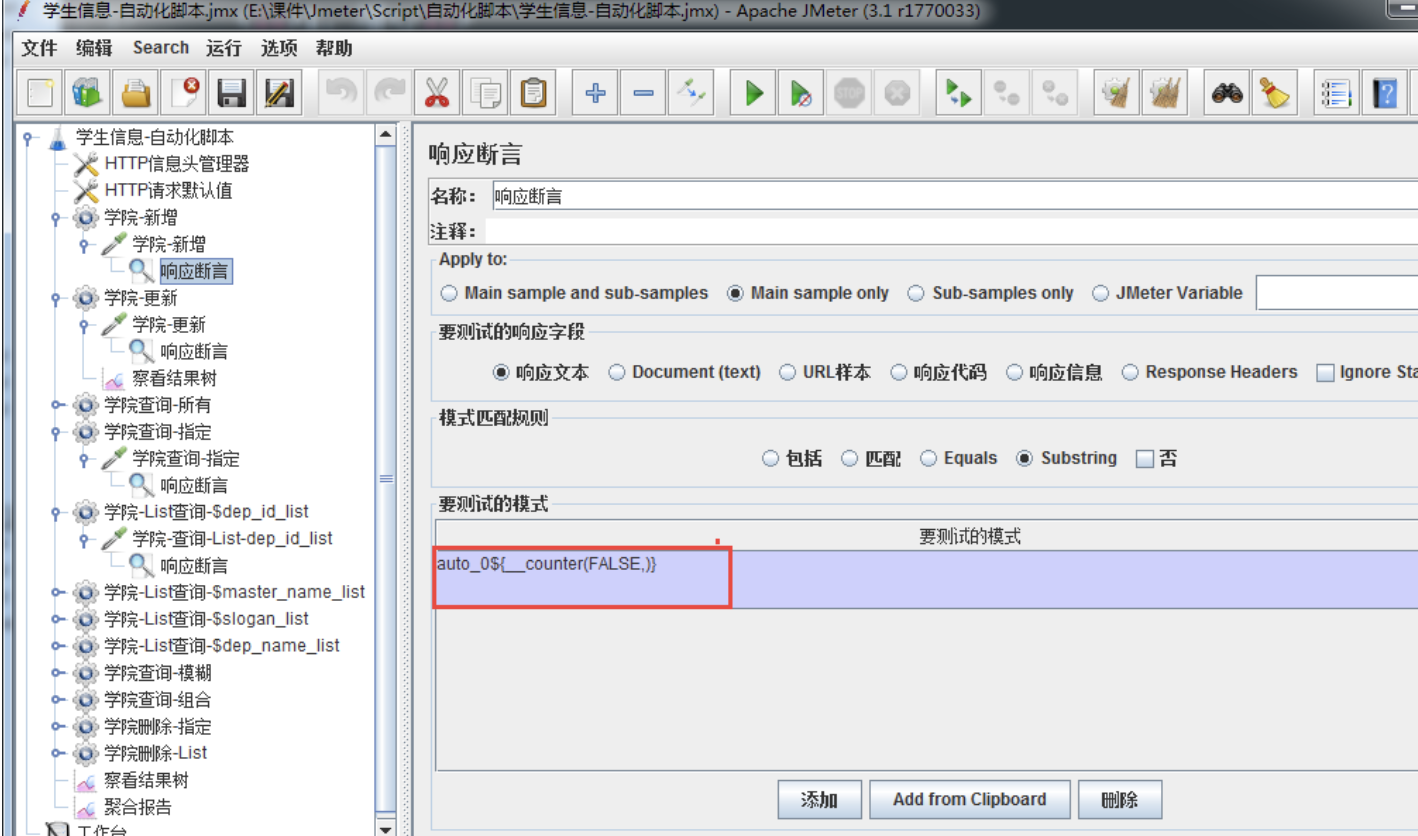 学生信息-自动化脚本.jmx (E:\课件\Jmeter\Script\自动化脚本\学生信息-自动化脚本.jmx) - Apache JMeter (3.1 r1770033)
文件 编辑 Search 运行 选项 帮助
STOP
学生信息-自动化脚本
HTTP信息头管理器
HTTP请求默认值
学院-新增
学院-新增
响应断言
学院-更新
学院-更新
响应断言
察看结果树
学院查询-所有
学院查询-指定
学院查询-指定
响应断言
学院-List查询-$dep_id_list
学院-查询-List-dep_id_list
响应断言
学院-List查询-$master_name_list
学院-List查询-$slogan_list
学院-List查询-$dep_name_list
学院查询-模糊
学院查询-组合
学院删除-指定
学院删除-List
察看结果树
聚合报告
工作台
响应断言
名称: 响应断言
注释:
Apply to:
Main sample and sub-samples Main sample only Sub-samples only JMeter Variable
要测试的响应字段
响应文本 Document (text) URL样本 响应代码 响应信息 Response Headers Ignore Sta
模式匹配规则
包括 匹配 Equals Substring 否
要测试的模式
要测试的模式
auto_0${__counter(FALSE,)}
添加 Add from Clipboard 删除